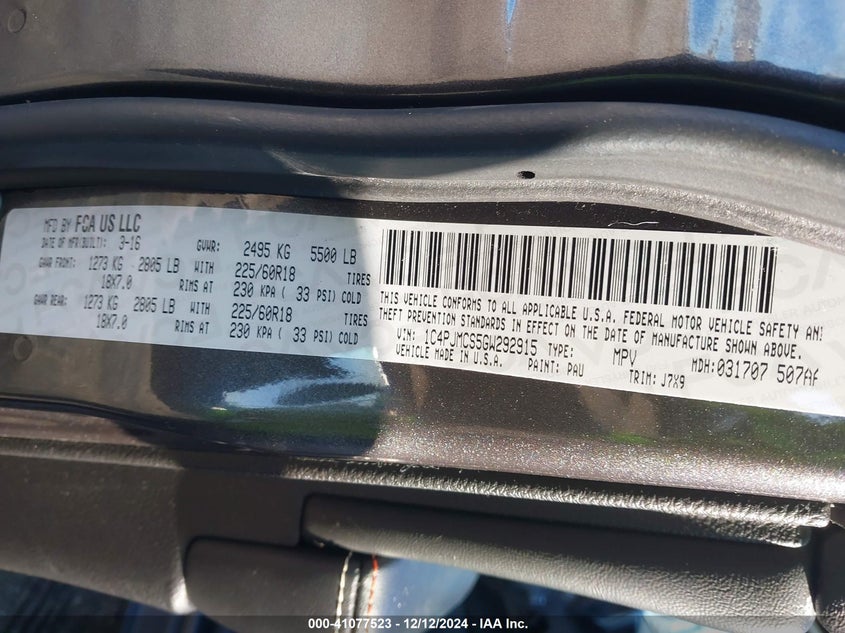 MFD BY FCA US LLC
DATE OF MFR(BUILT): 3-16 GVWR: 2495 KG 5500 LB
GAWR FRONT: 1273 KG 2805 LB WITH 225/60R18 TIRES
18X7.0 RIMS AT 230 KPA ( 33 PSI) COLD
GAWR REAR: 1273 KG 2805 LB WITH 225/60R18 TIRES
18X7.0 RIMS AT 230 KPA ( 33 PSI) COLD
THIS VEHICLE CONFORMS TO ALL APPLICABLE U.S.A. FEDERAL MOTOR VEHICLE SAFETY AN
THEFT PREVENTION STANDARDS IN EFFECT ON THE DATE OF MANUFACTURE SHOWN ABOVE.
VIN: 1C4PJMCS5GW292915 TYPE: MPV MDH: 031707 507A
VEHICLE MADE IN U.S.A. PAINT: PAU TRIM: J7X9
000-41077523 - 12/12/2024 - IAA Inc.